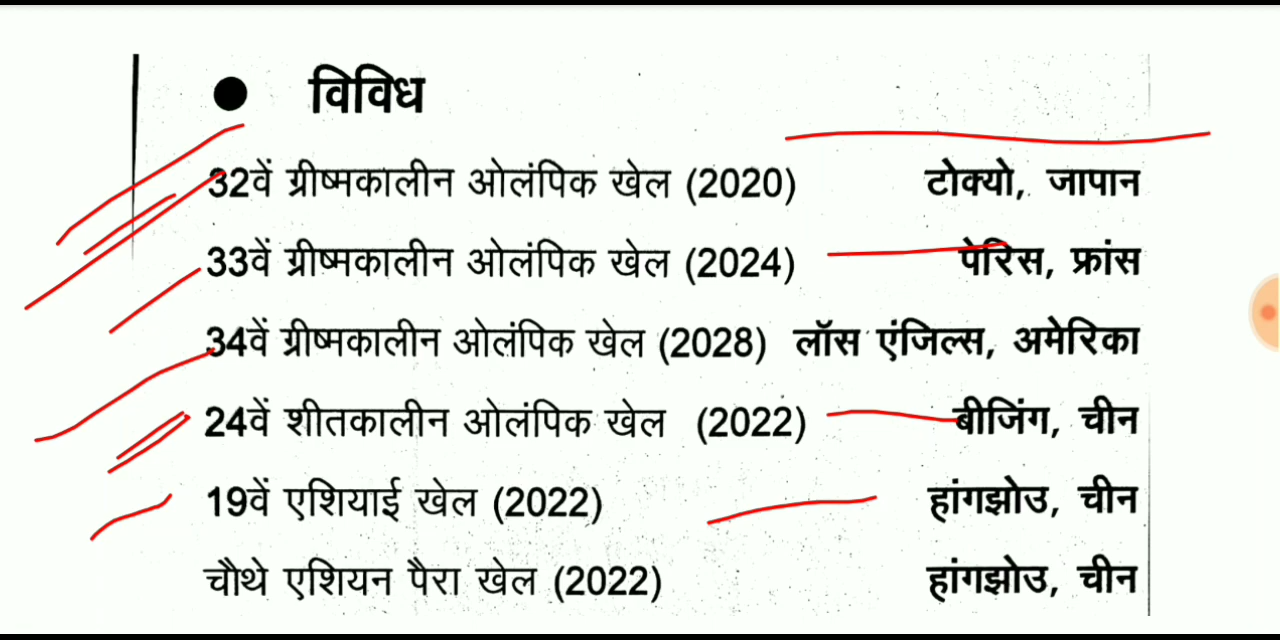 ● विविध
32वें ग्रीष्मकालीन ओलंपिक खेल (2020) टोक्यो, जापान
33वें ग्रीष्मकालीन ओलंपिक खेल (2024) पेरिस, फ्रांस
34वें ग्रीष्मकालीन ओलंपिक खेल (2028) लॉस एंजिल्स, अमेरिका
24वें शीतकालीन ओलंपिक खेल (2022) बीजिंग, चीन
19वें एशियाई खेल (2022) हांगझोउ, चीन
चौथे एशियन पैरा खेल (2022) हांगझोउ, चीन